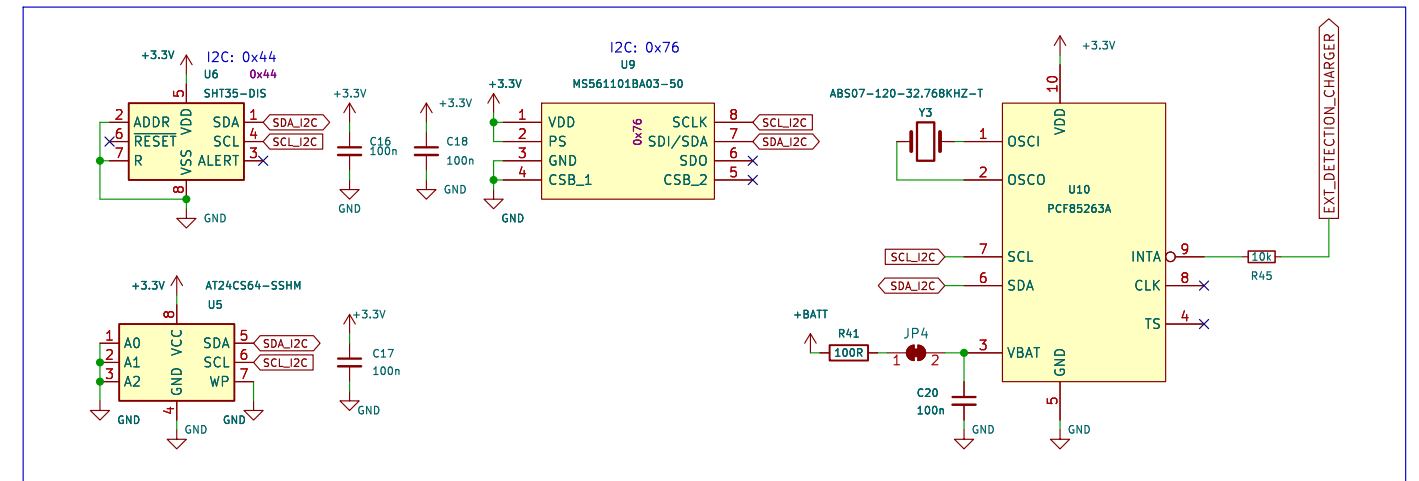 +3.3V
I2C: 0x44
U6
0x44
SHT35-DIS
5
VDD
2
ADDR
SDA
1
SDA_I2C
6
RESET
SCL
4
SCL_I2C
7
R
ALERT
3
VSS
8
GND
+3.3V
C16
100n
GND
+3.3V
C18
100n
GND
I2C: 0x76
U9
+3.3V
MS561101BA03-50
1
VDD
0x76
SCLK
8
SCL_I2C
2
PS
SDI/SDA
7
SDA_I2C
3
GND
SDO
6
4
CSB_1
CSB_2
5
GND
+3.3V
AT24CS64-SSHM
U5
8
VCC
1
A0
SDA
5
SDA_I2C
2
A1
SCL
6
SCL_I2C
3
A2
WP
7
GND
4
GND
GND
GND
+3.3V
C17
100n
GND
+3.3V
10
VDD
ABS07-120-32.768KHZ-T
Y3
1
OSCI
2
OSCO
U10
PCF85263A
SCL_I2C
7
SCL
SDA_I2C
6
SDA
INTA
9
10k
R45
EXT_DETECTION_CHARGER
CLK
8
TS
4
+BATT
R41
100R
JP4
1
2
3
VBAT
GND
5
C20
100n
GND
GND